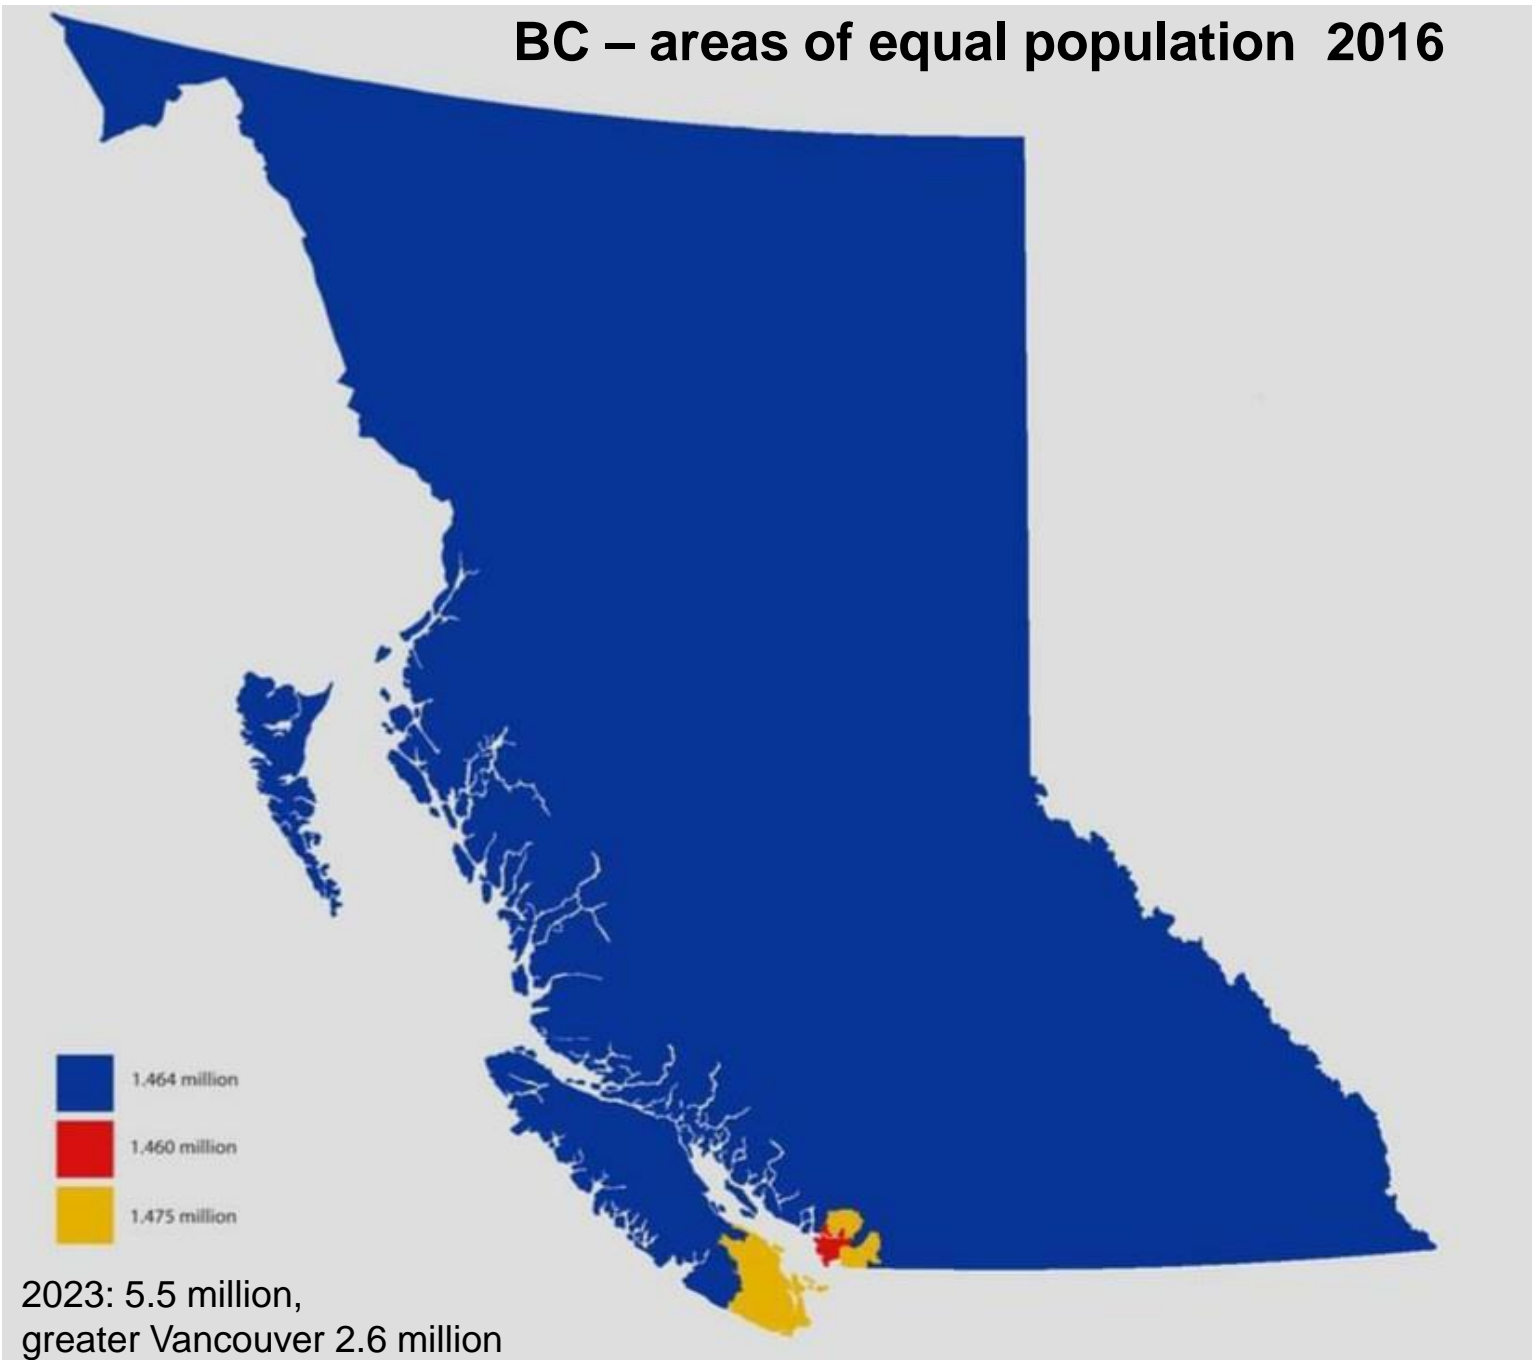 BC – areas of equal population 2016
1.464 million
1.460 million
1.475 million
2023: 5.5 million,
greater Vancouver 2.6 million